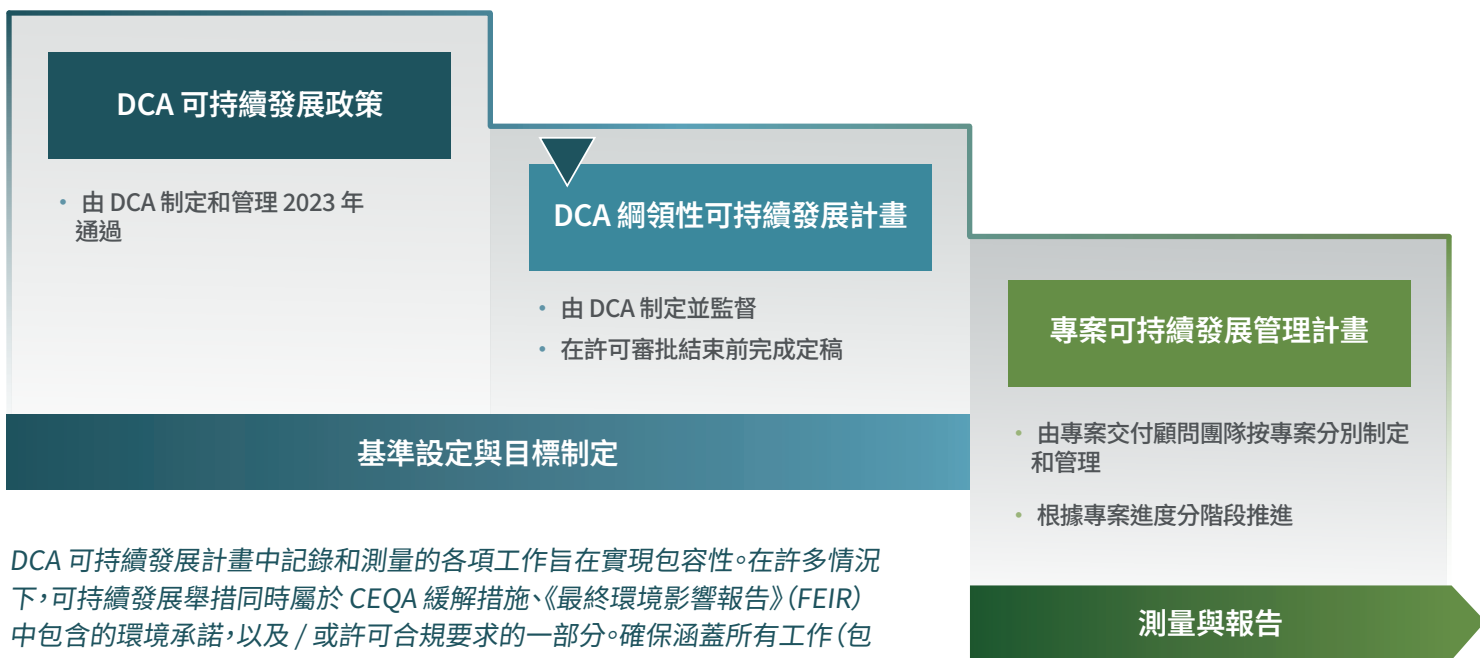 DCA 可持續發展政策
• 由 DCA 制定和管理 2023 年
通過
DCA 綱領性可持續發展計畫
• 由 DCA 制定並監督
• 在許可審批結束前完成定稿
基準設定與目標制定
專案可持續發展管理計畫
• 由專案交付顧問團隊按專案分別制定
和管理
• 根據專案進度分階段推進
測量與報告
DCA 可持續發展計畫中記錄和測量的各項工作旨在實現包容性。在許多情況
下，可持續發展舉措同時屬於 CEQA 緩解措施、《最終環境影響報告》（FEIR）
中包含的環境承諾，以及 / 或許可合規要求的一部分。確保涵蓋所有工作（包